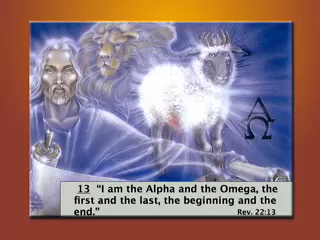 ΑΩ
13 “I am the Alpha and the Omega, the
first and the last, the beginning and the
end.”
Rev. 22:13